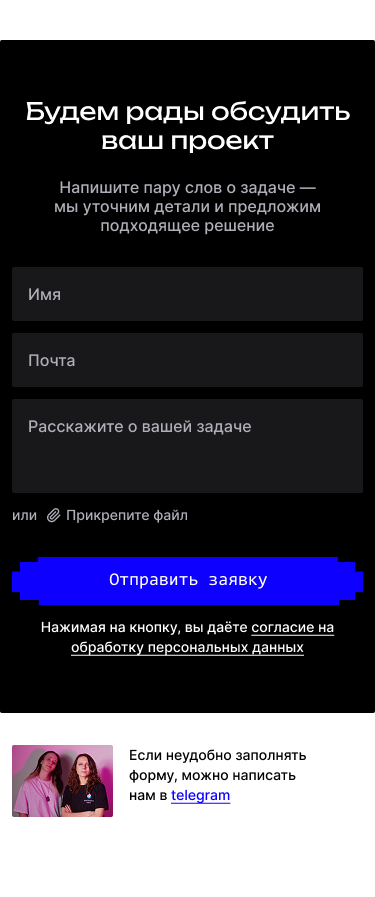 Будем рады обсудить
ваш проект
Напишите пару слов о задаче —
мы уточним детали и предложим
подходящее решение
Имя
Почта
Расскажите о вашей задаче
или Прикрепите файл
Отправить заявку
Нажимая на кнопку, вы даёте согласие на
обработку персональных данных
Если неудобно заполнять
форму, можно написать
нам в telegram